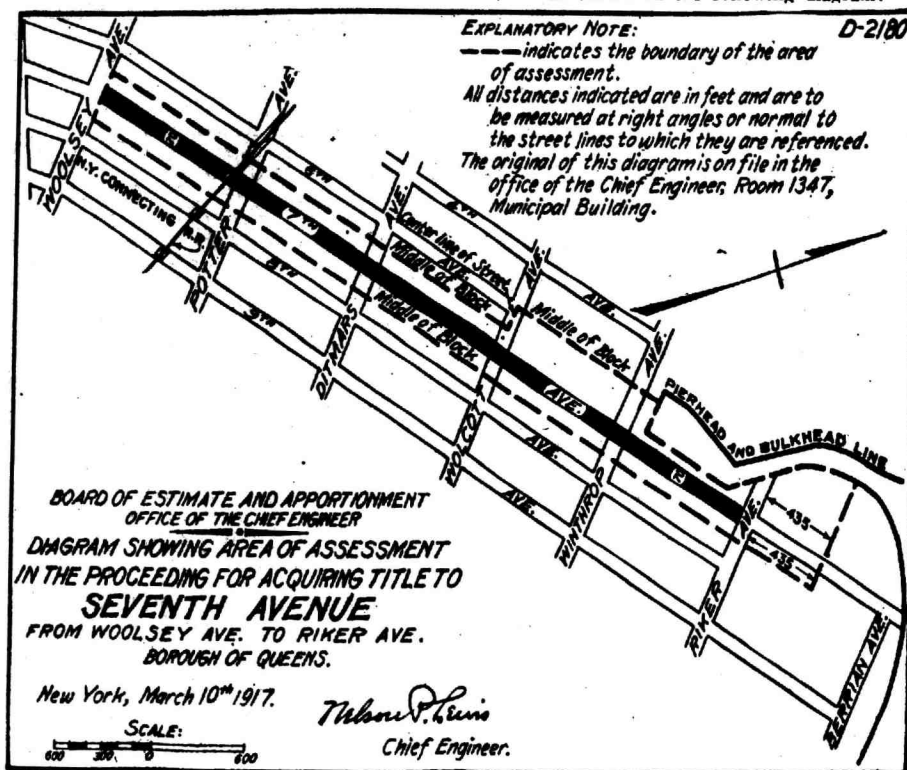 D-2180
EXPLANATORY NOTE:
indicates the boundary of the area
of assessment.
All distances indicated are in feet and are to
be measured at right angles or normal to
the street lines to which they are referenced.
The original of this diagram is on file in the
office of the Chief Engineer, Room 1347,
Municipal Building.
WOOLSEY AVE.
AVE.
POTTER
N.Y. CONNECTING
R.R.
6TH
7TH
8TH
9TH
6TH
Center line of Street
AVE.
Middle of Block
Middle of Block
Middle of Block
DITMARS AVE.
WOLCOTT AVE.
WINTHROP AVE.
RIKER AVE.
BERRIAN AVE.
AVE.
AVE.
AVE.
AVE.
PIERHEAD AND BULKHEAD LINE
435
435
BOARD OF ESTIMATE AND APPORTIONMENT
OFFICE OF THE CHIEF ENGINEER
DIAGRAM SHOWING AREA OF ASSESSMENT
IN THE PROCEEDING FOR ACQUIRING TITLE TO
SEVENTH AVENUE
FROM WOOLSEY AVE. TO RIKER AVE.
BOROUGH OF QUEENS.
New York, March 10TH 1917.
Nelson P. Lewis
Chief Engineer.
SCALE:
600 300 0 600